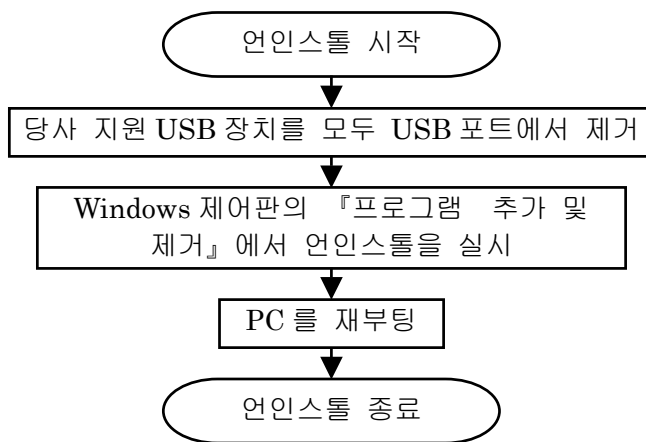 언인스톨 시작
당사 지원 USB 장치를 모두 USB 포트에서 제거
Windows 제어판의 『프로그램 추가 및
제거』에서 언인스톨을 실시
PC 를 재부팅
언인스톨 종료